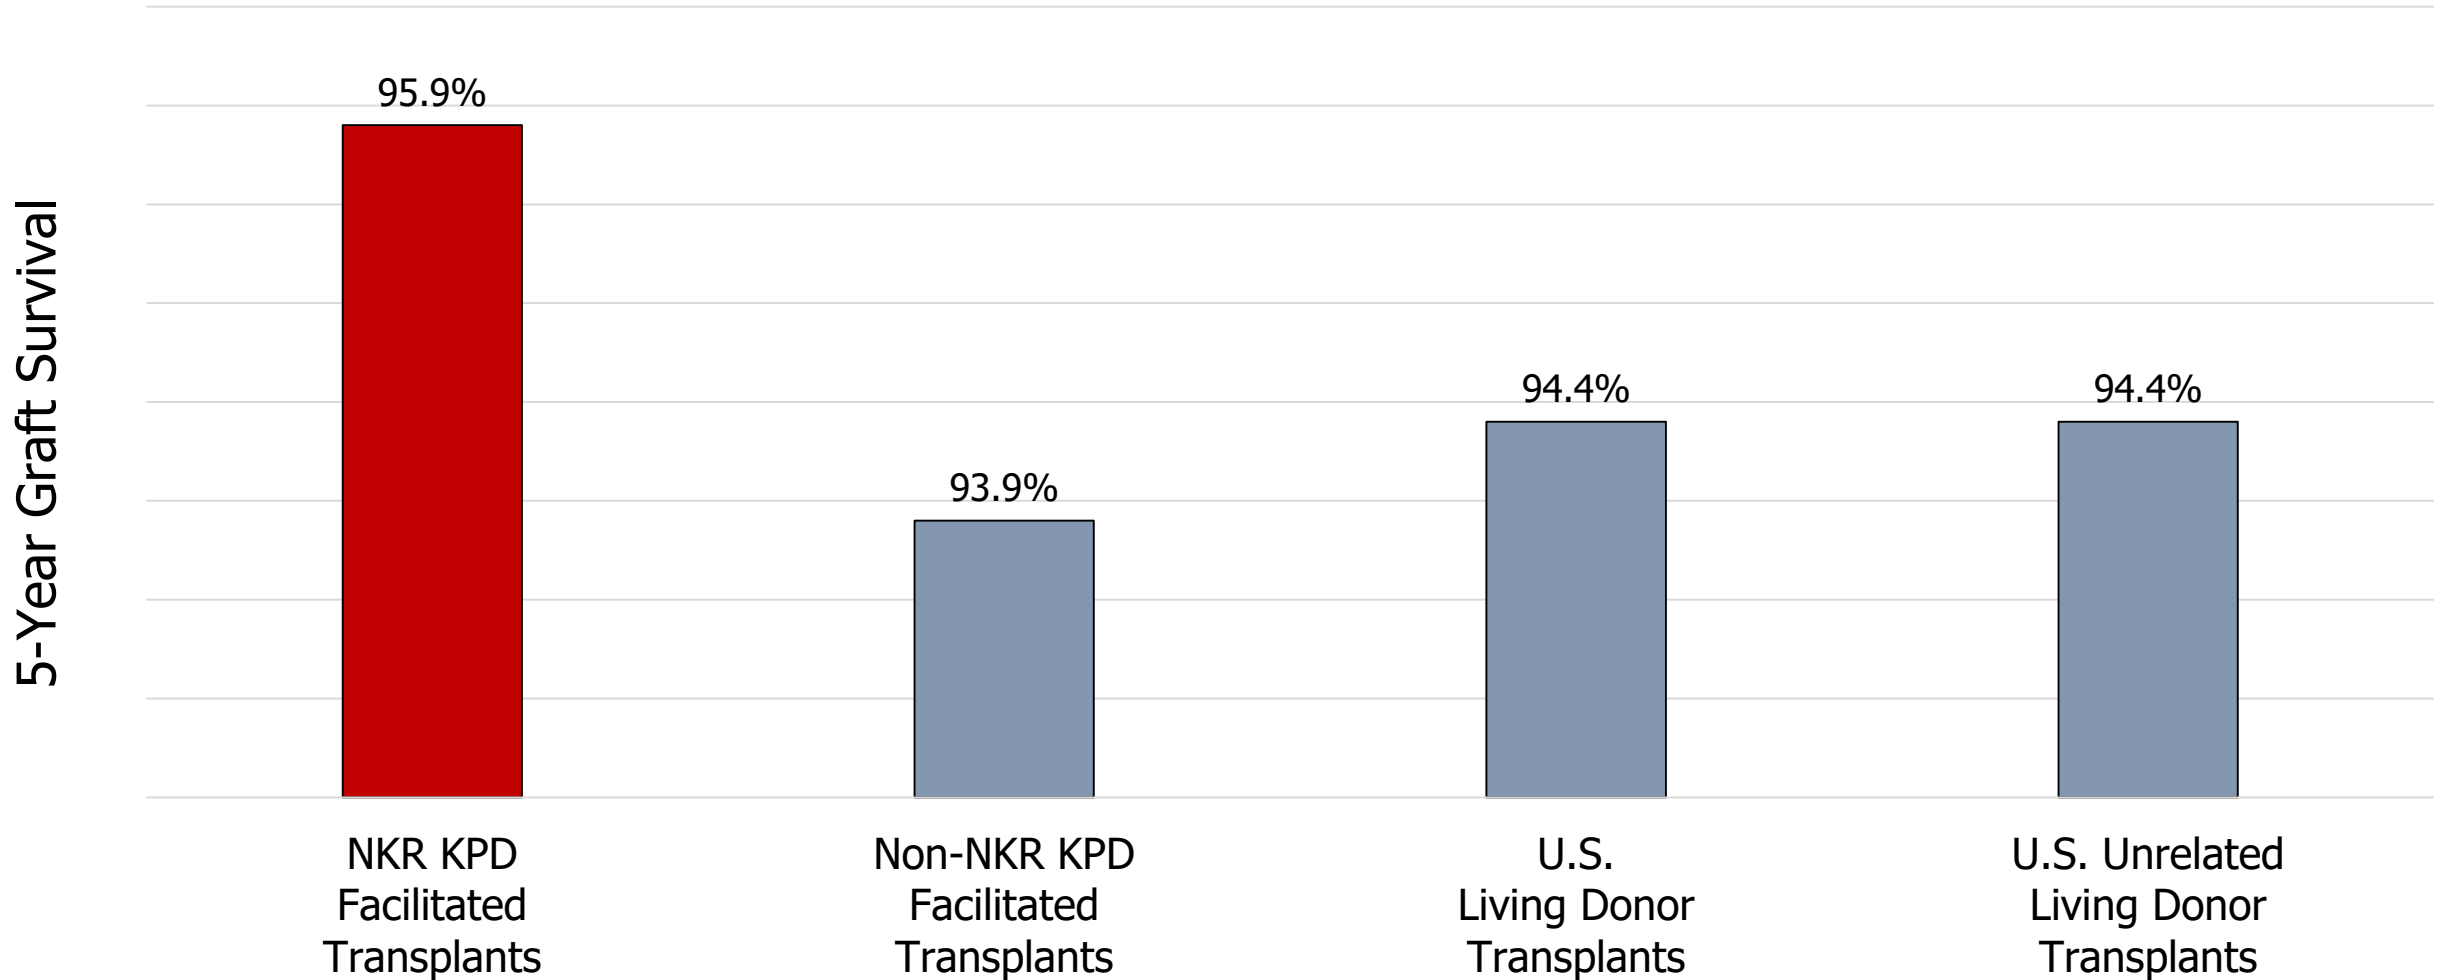 5-Year Graft Survival
95.9%
93.9%
94.4%
94.4%
NKR KPD
Facilitated
Transplants
Non-NKR KPD
Facilitated
Transplants
U.S.
Living Donor
Transplants
U.S. Unrelated
Living Donor
Transplants